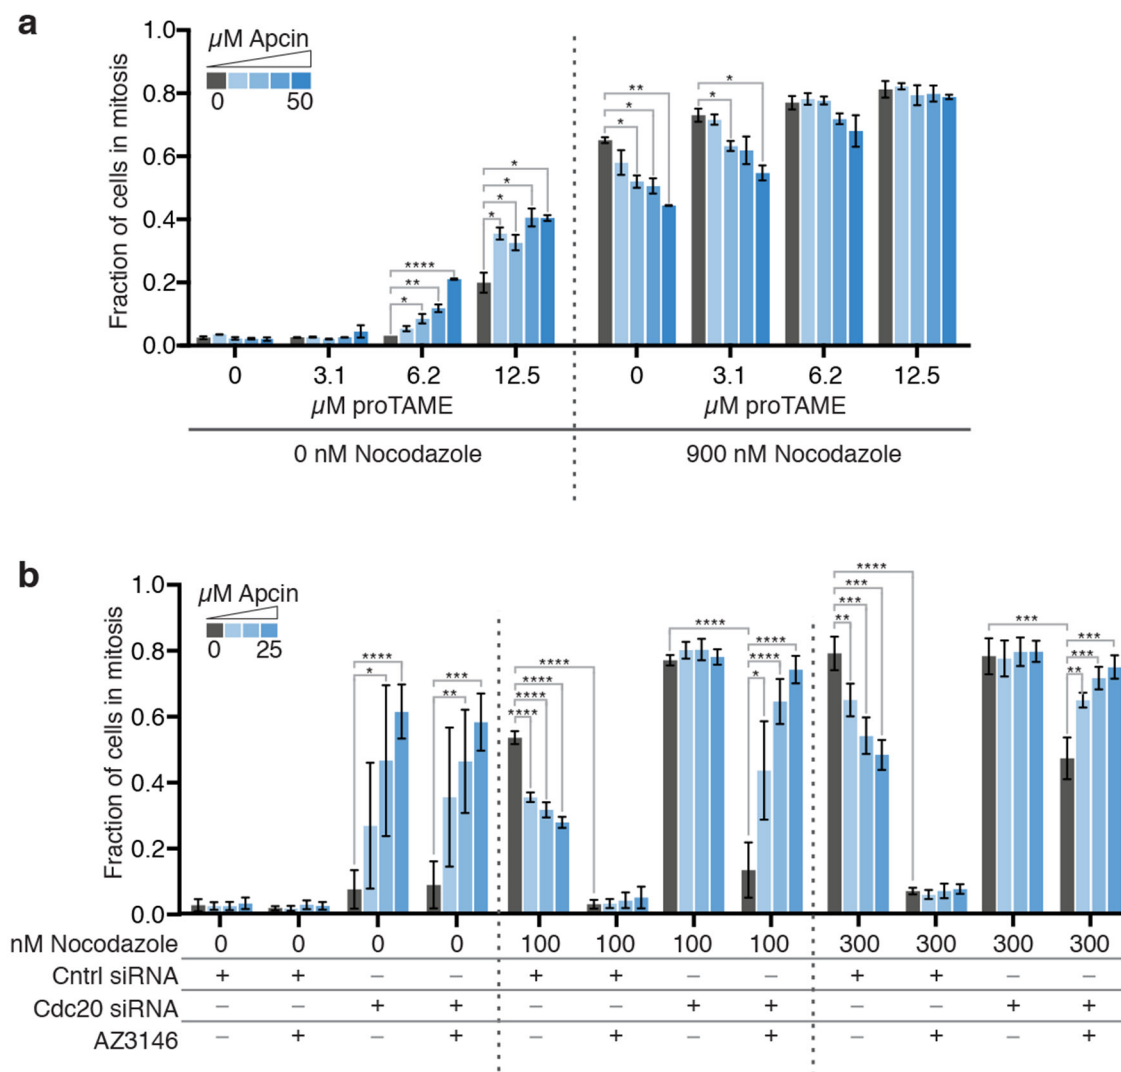 a
1.0
0.8
0.6
0.4
0.2
0.0
Fraction of cells in mitosis
µM Apcin
0 50
* ** **** * * * *
* * ** * *
0 3.1 6.2 12.5 0 3.1 6.2 12.5
µM proTAME µM proTAME
0 nM Nocodazole 900 nM Nocodazole
b
1.0
0.8
0.6
0.4
0.2
0.0
Fraction of cells in mitosis
µM Apcin
0 25
* **** ** *** **** **** **** **** **** * **** **** ** *** *** **** *** ** *** ***
nM Nocodazole 0 0 0 0 100 100 100 100 300 300 300 300
Cntrl siRNA + + – – + + – – + + – –
Cdc20 siRNA – – + + – – + + – – + +
AZ3146 – + – + – + – + – + – +